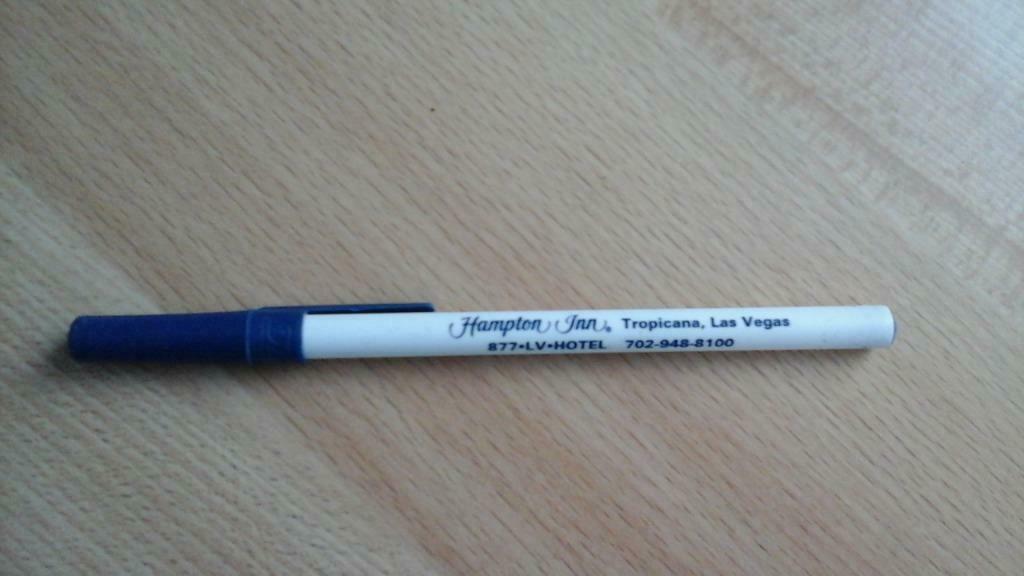 Hampton Inn® Tropicana, Las Vegas
877•LV•HOTEL 702-948-8100